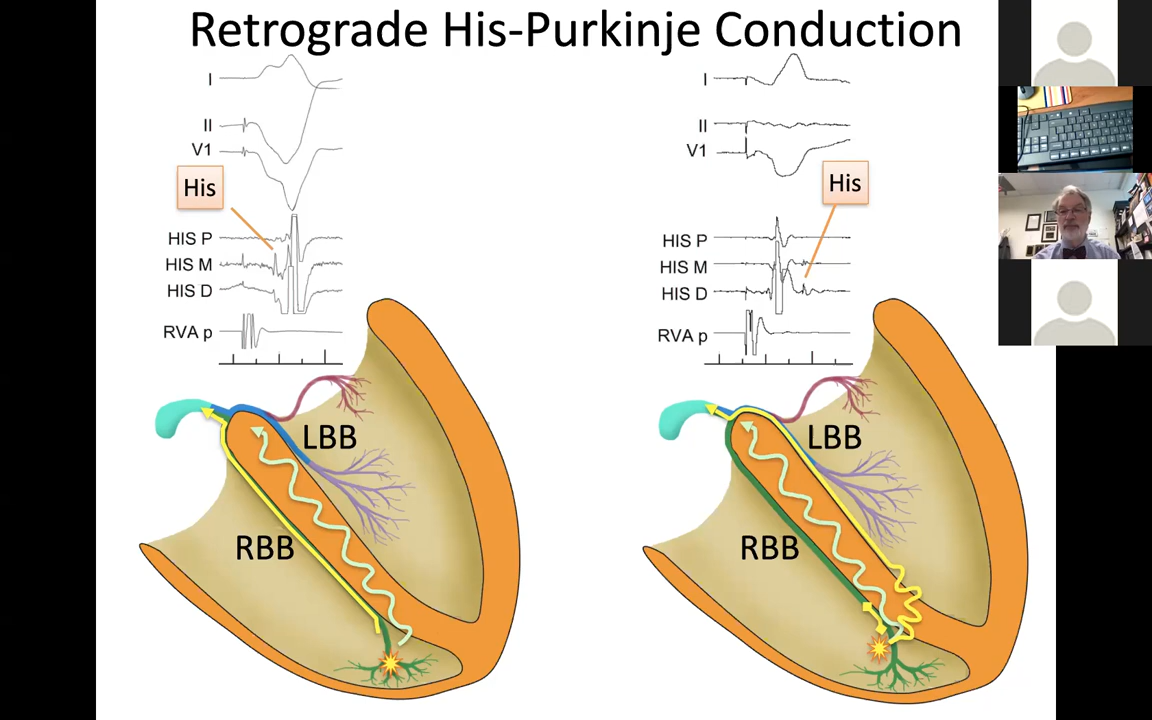 Retrograde His-Purkinje Conduction
I
II
V1
His
HIS P
HIS M
HIS D
RVA p
LBB
RBB
I
II
V1
His
HIS P
HIS M
HIS D
RVA p
LBB
RBB